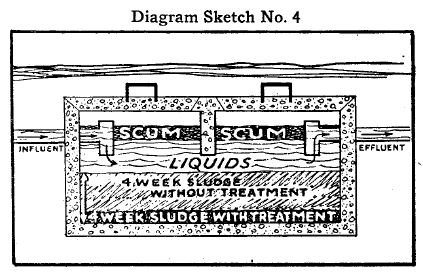 Diagram Sketch No. 4
SCUM SCUM
INFLUENT
EFFLUENT
LIQUIDS
4 WEEK SLUDGE
WITHOUT TREATMENT
4 WEEK SLUDGE WITH TREATMENT